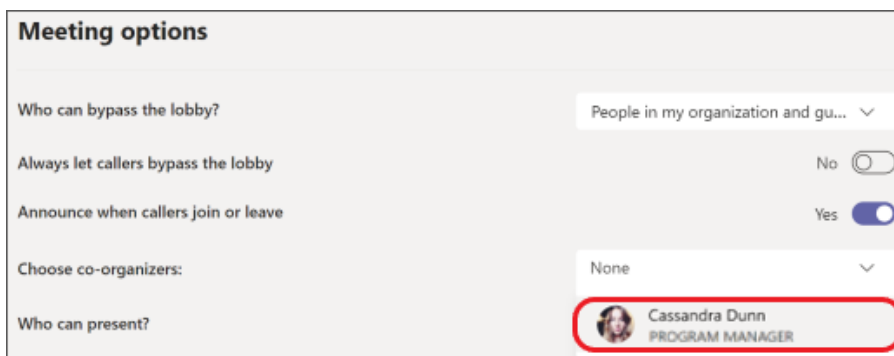 Meeting options
Who can bypass the lobby?
People in my organization and gu...
Always let callers bypass the lobby
No
Announce when callers join or leave
Yes
Choose co-organizers:
None
Cassandra Dunn
Who can present?
PROGRAM MANAGER